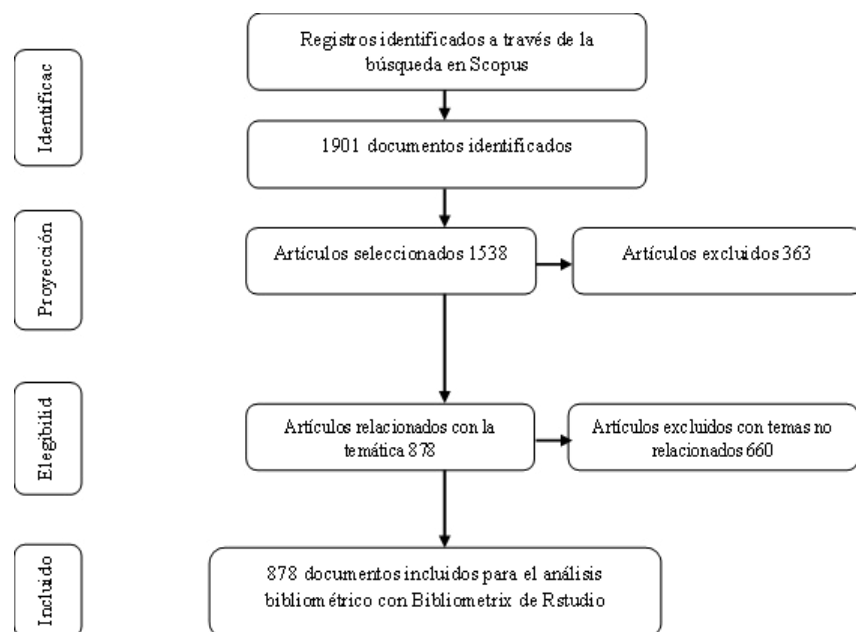 Identificac
Registros identificados a través de la
búsqueda en Scopus
1901 documentos identificados
Proyección
Artículos seleccionados 1538
Artículos excluidos 363
Elegibilid
Artículos relacionados con la
temática 878
Artículos excluidos con temas no
relacionados 660
Incluido
878 documentos incluidos para el análisis
bibliométrico con Bibliometrix de Rstudio